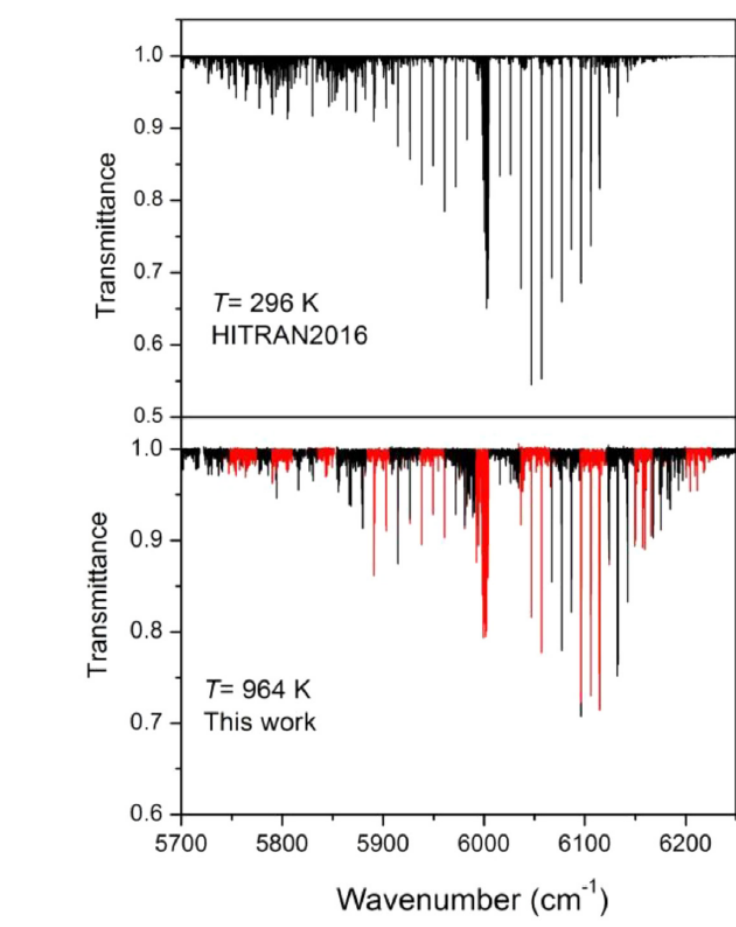 1.0
0.9
0.8
0.7
0.6
0.5
Transmittance
T= 296 K
HITRAN2016
1.0
0.9
0.8
0.7
0.6
Transmittance
T= 964 K
This work
5700 5800 5900 6000 6100 6200
Wavenumber (cm⁻¹)